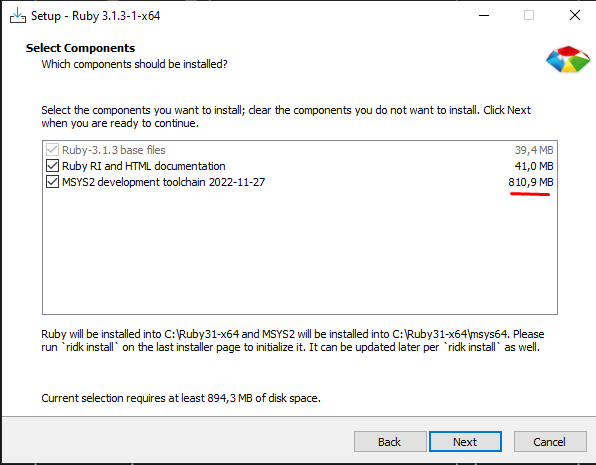 Setup - Ruby 3.1.3-1-x64
Select Components
Which components should be installed?
Select the components you want to install; clear the components you do not want to install. Click Next
when you are ready to continue.
Ruby-3.1.3 base files 39,4 MB
Ruby RI and HTML documentation 41,0 MB
MSYS2 development toolchain 2022-11-27 810,9 MB
Ruby will be installed into C:\Ruby31-x64 and MSYS2 will be installed into C:\Ruby31-x64\msys64. Please
run `ridk install` on the last installer page to initialize it. It can be updated later per `ridk install` as well.
Current selection requires at least 894,3 MB of disk space.
Back Next Cancel